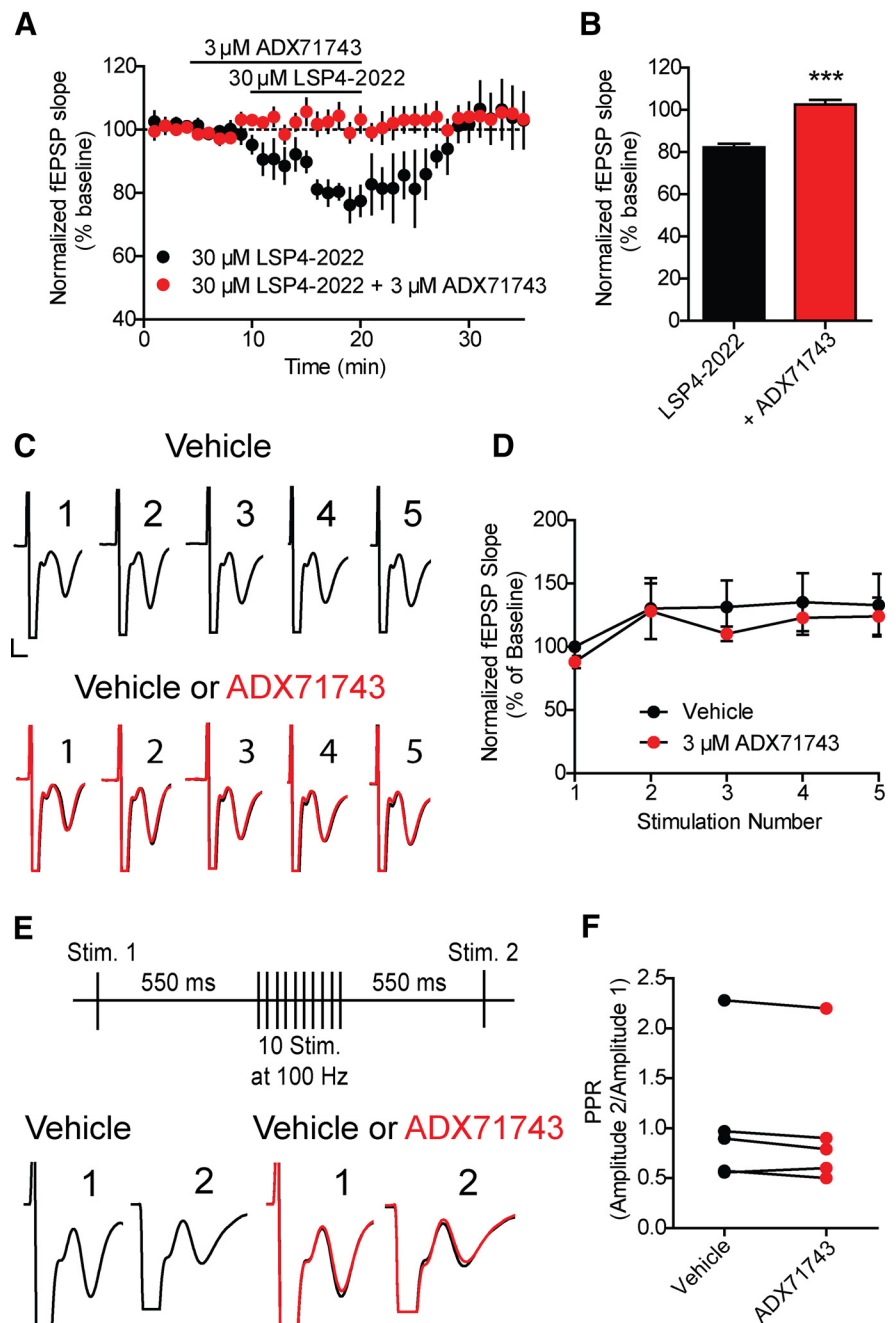 A
3 µM ADX71743
30 µM LSP4-2022
Normalized fEPSP slope
(% baseline)
120
100
80
60
40
30 µM LSP4-2022
30 µM LSP4-2022 + 3 µM ADX71743
0 10 20 30
Time (min)
B
***
Normalized fEPSP slope
(% baseline)
120
100
80
60
40
20
0
LSP4-2022
+ ADX71743
C
Vehicle
1 2 3 4 5
Vehicle or ADX71743
1 2 3 4 5
D
Normalized fEPSP Slope
(% of Baseline)
200
150
100
50
0
Vehicle
3 µM ADX71743
1 2 3 4 5
Stimulation Number
E
Stim. 1
Stim. 2
550 ms
550 ms
10 Stim.
at 100 Hz
Vehicle
1 2
Vehicle or ADX71743
1 2
F
PPR
(Amplitude 2/Amplitude 1)
2.5
2.0
1.5
1.0
0.5
0.0
Vehicle
ADX71743